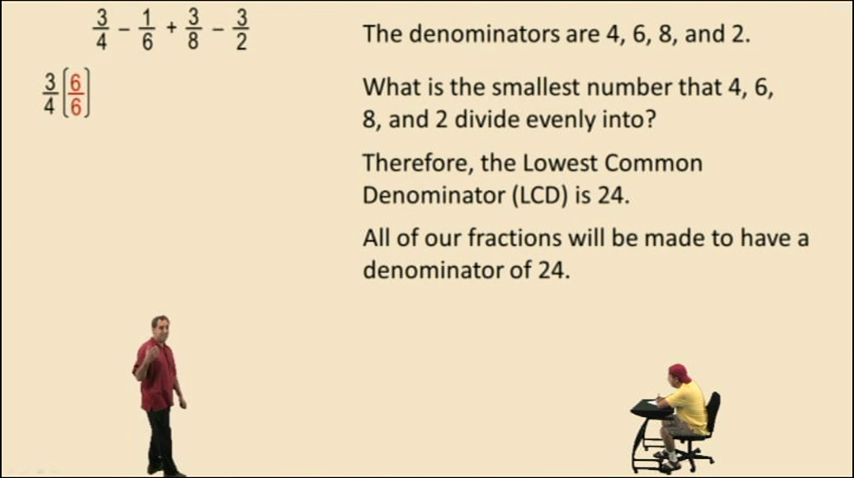 3/4 - 1/6 + 3/8 - 3/2
3/4(6/6)
The denominators are 4, 6, 8, and 2.
What is the smallest number that 4, 6,
8, and 2 divide evenly into?
Therefore, the Lowest Common
Denominator (LCD) is 24.
All of our fractions will be made to have a
denominator of 24.